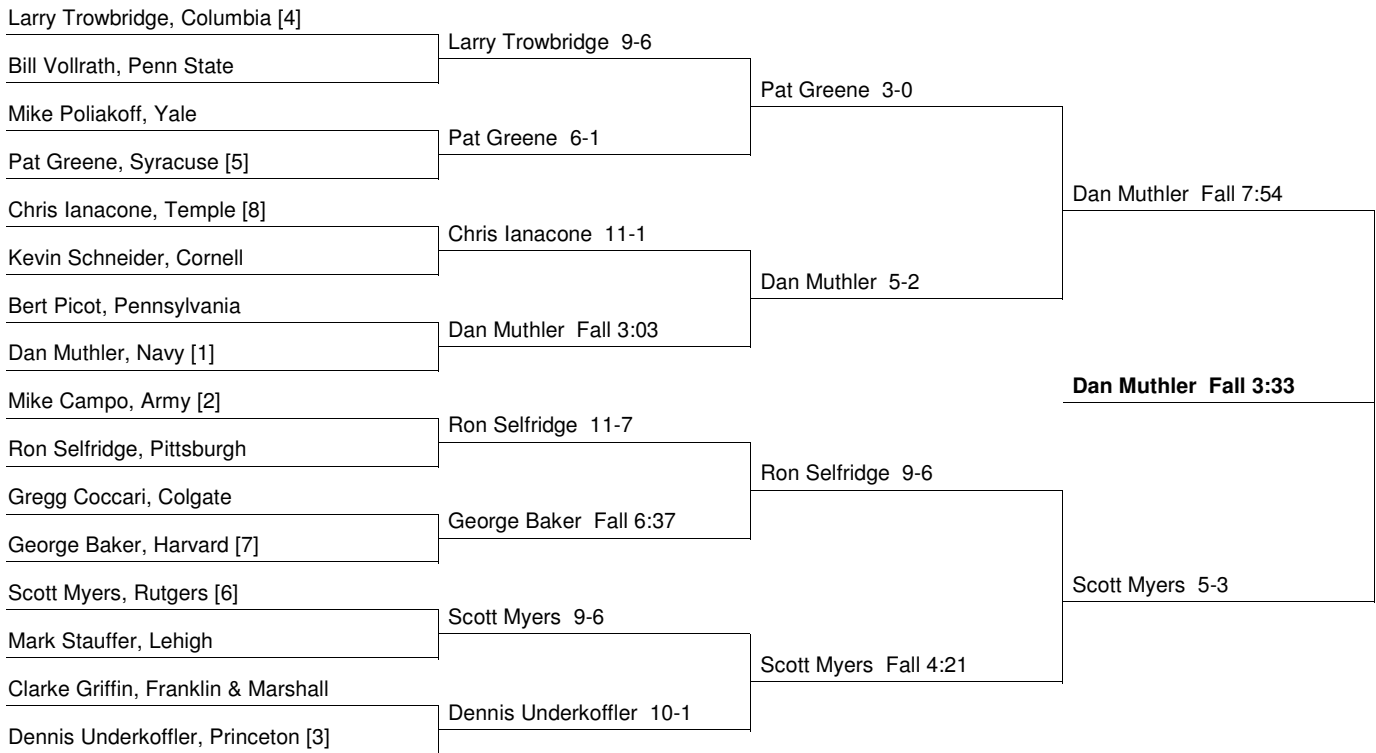 Larry Trowbridge, Columbia [4]
Bill Vollrath, Penn State
Mike Poliakoff, Yale
Pat Greene, Syracuse [5]
Chris Ianacone, Temple [8]
Kevin Schneider, Cornell
Bert Picot, Pennsylvania
Dan Muthler, Navy [1]
Mike Campo, Army [2]
Ron Selfridge, Pittsburgh
Gregg Coccari, Colgate
George Baker, Harvard [7]
Scott Myers, Rutgers [6]
Mark Stauffer, Lehigh
Clarke Griffin, Franklin & Marshall
Dennis Underkoffler, Princeton [3]
Larry Trowbridge 9-6
Pat Greene 6-1
Chris Ianacone 11-1
Dan Muthler Fall 3:03
Ron Selfridge 11-7
George Baker Fall 6:37
Scott Myers 9-6
Dennis Underkoffler 10-1
Pat Greene 3-0
Dan Muthler 5-2
Ron Selfridge 9-6
Scott Myers Fall 4:21
Dan Muthler Fall 7:54
Scott Myers 5-3
Dan Muthler Fall 3:33